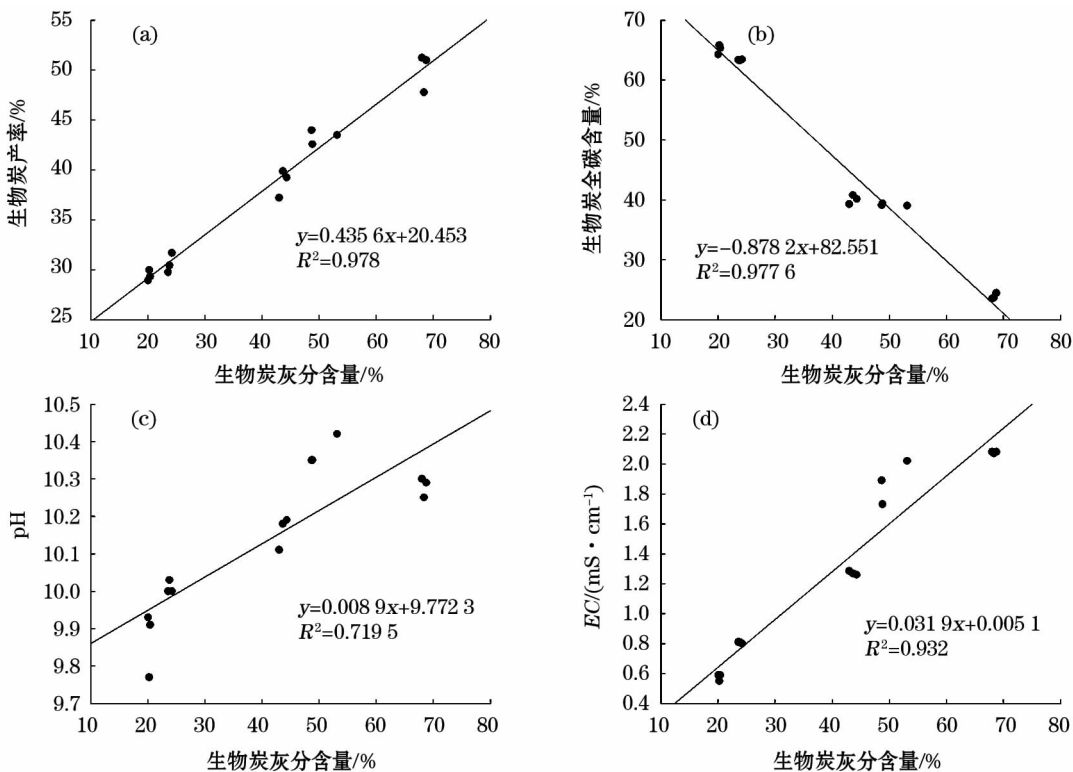 (a)
55
50
45
40
35
30
25
生物炭产率/%
y=0.435 6x+20.453
R²=0.978
10 20 30 40 50 60 70 80
生物炭灰分含量/%
(b)
70
60
50
40
30
20
生物炭全碳含量/%
y=−0.878 2x+82.551
R²=0.977 6
10 20 30 40 50 60 70 80
生物炭灰分含量/%
(c)
10.5
10.4
10.3
10.2
10.1
10.0
9.9
9.8
9.7
pH
y=0.008 9x+9.772 3
R²=0.719 5
10 20 30 40 50 60 70 80
生物炭灰分含量/%
(d)
2.4
2.2
2.0
1.8
1.6
1.4
1.2
1.0
0.8
0.6
0.4
EC/(mS·cm⁻¹)
y=0.031 9x+0.005 1
R²=0.932
10 20 30 40 50 60 70 80
生物炭灰分含量/%